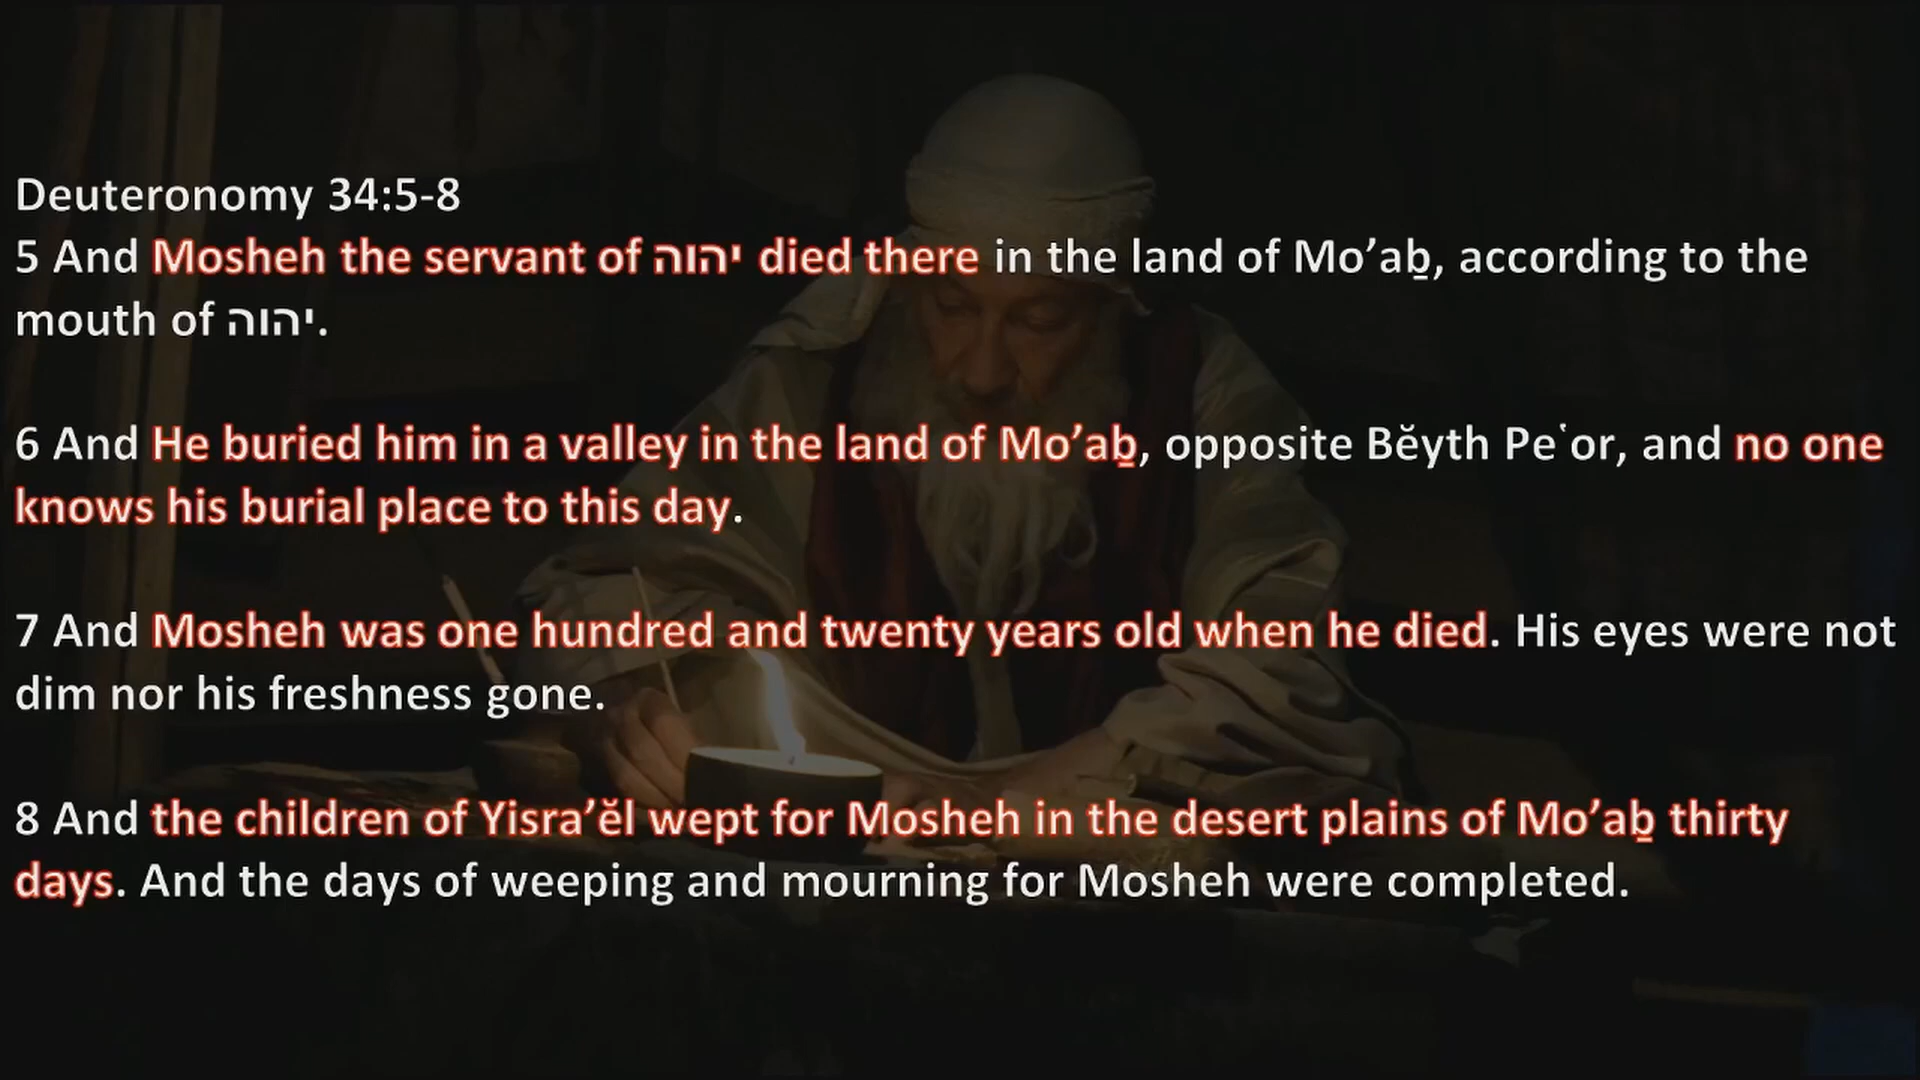 Deuteronomy 34:5-8
5 And Mosheh the servant of יהוה died there in the land of Mo’aḇ, according to the
mouth of יהוה.
6 And He buried him in a valley in the land of Mo’aḇ, opposite Bĕyth Peʽor, and no one
knows his burial place to this day.
7 And Mosheh was one hundred and twenty years old when he died. His eyes were not
dim nor his freshness gone.
8 And the children of Yisra’ĕl wept for Mosheh in the desert plains of Mo’aḇ thirty
days. And the days of weeping and mourning for Mosheh were completed.